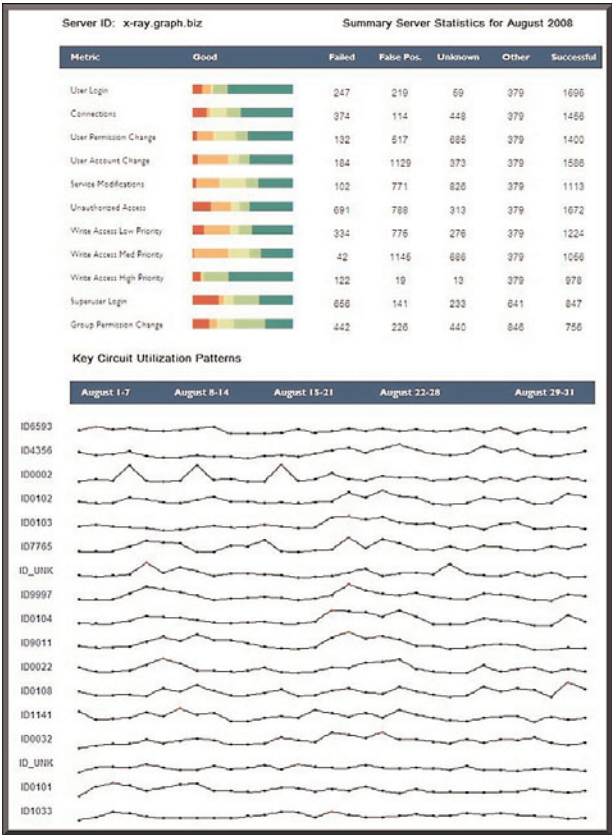 Server ID: x-ray.graph.biz Summary Server Statistics for August 2008
Metric Good Failed False Pos. Unknown Other Successful
User Login 247 219 69 379 1696
Connections 374 114 448 379 1456
User Permission Change 132 517 685 379 1400
User Account Change 184 1129 373 379 1586
Service Modifications 102 771 826 379 1113
Unauthorized Access 691 788 313 379 1672
Write Access Low Priority 334 776 276 379 1224
Write Access Med Priority 42 1145 686 379 1056
Write Access High Priority 122 19 13 379 978
Superuser Login 656 141 233 641 847
Group Permission Change 442 226 440 846 756
Key Circuit Utilization Patterns
August 1-7 August 8-14 August 15-21 August 22-28 August 29-31
ID6593
ID4356
ID0002
ID0102
ID0103
ID7765
ID_UNK
ID9997
ID0104
ID9011
ID0022
ID0108
ID1141
ID0032
ID_UNK
ID0101
ID1033